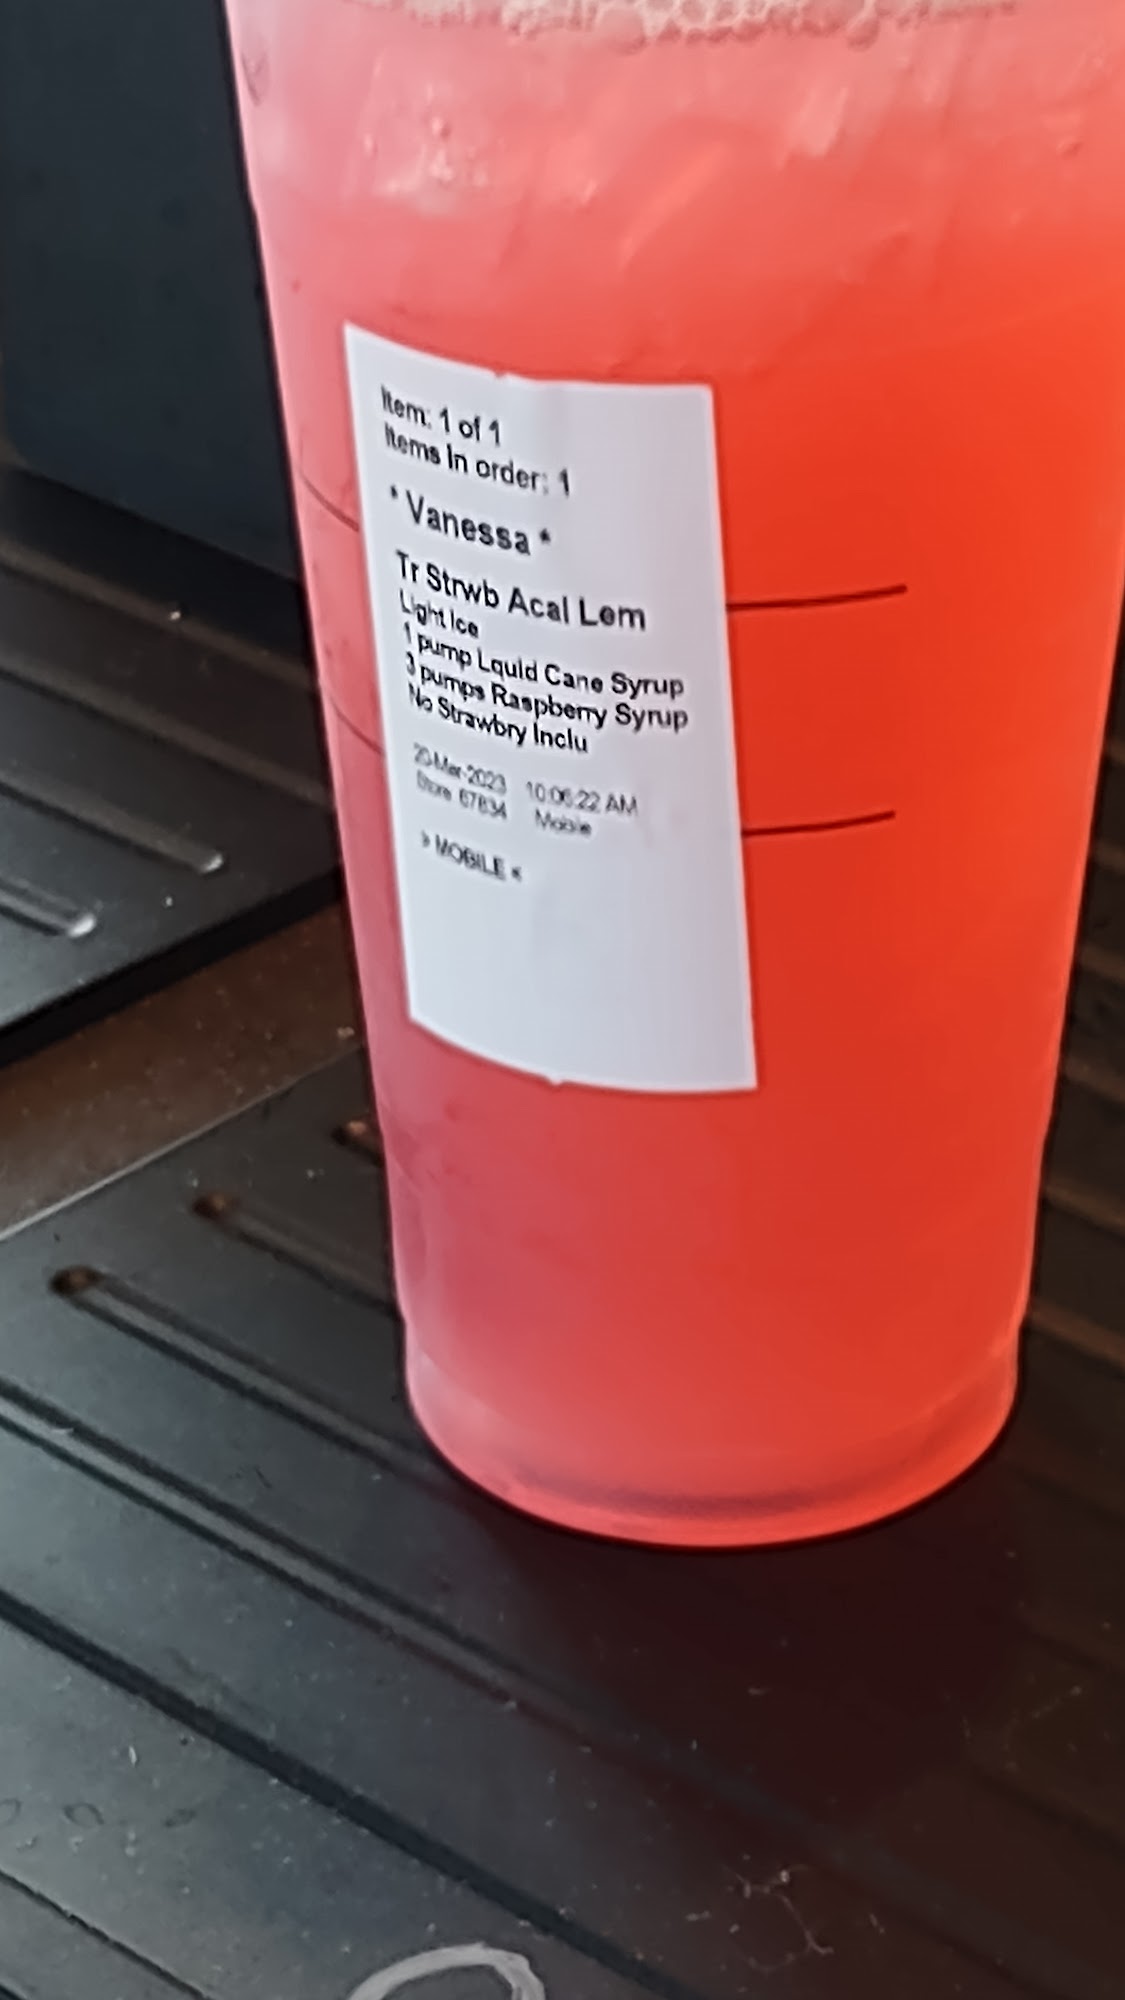 Item: 1 of 1
Items In order: 1
* Vanessa *
Tr Strwb Acai Lem
Light Ice
1 pump Lquid Cane Syrup
3 pumps Raspberry Syrup
No Strawbry Inclu
20-Mar-2023 10:06:22 AM
Store 67834 Mobile
> MOBILE <